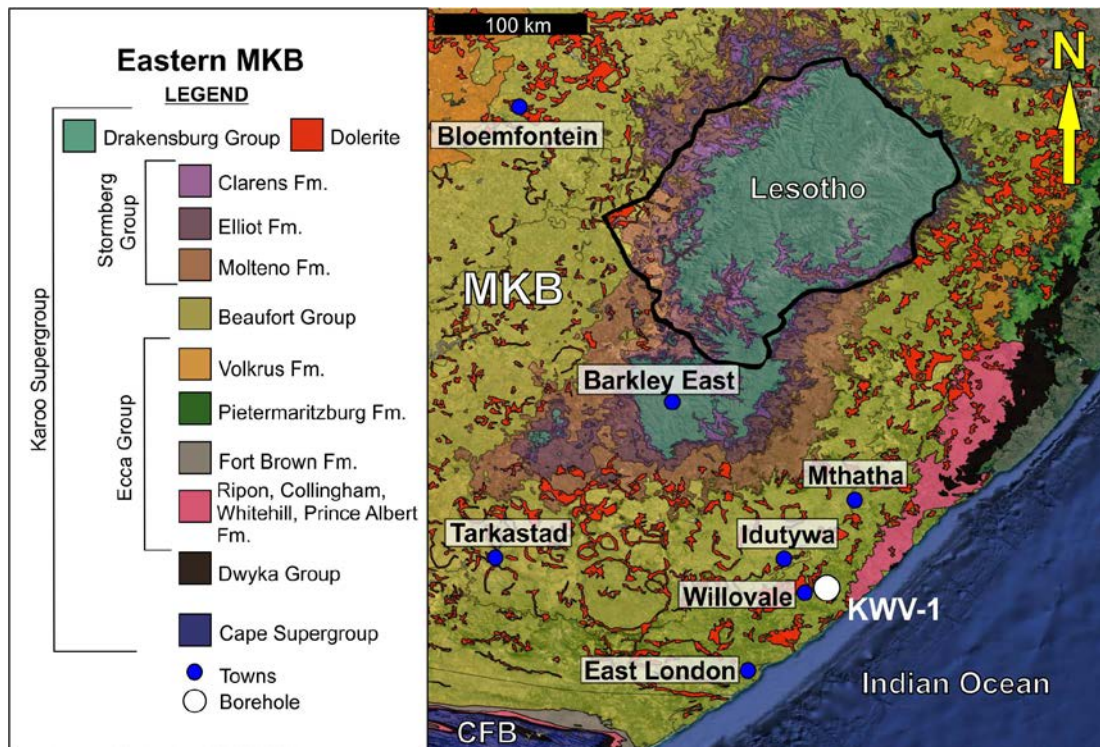 Eastern MKB
LEGEND
Drakensburg Group
Dolerite
Clarens Fm.
Elliot Fm.
Molteno Fm.
Stormberg
Group
Beaufort Group
Volkrus Fm.
Pietermaritzburg Fm.
Fort Brown Fm.
Ripon, Collingham,
Whitehill, Prince Albert
Fm.
Ecca Group
Dwyka Group
Cape Supergroup
Karoo Supergroup
Towns
Borehole
100 km
N
Bloemfontein
Lesotho
MKB
Barkley East
Mthatha
Tarkastad
Idutywa
Willovale
KWV-1
East London
Indian Ocean
CFB